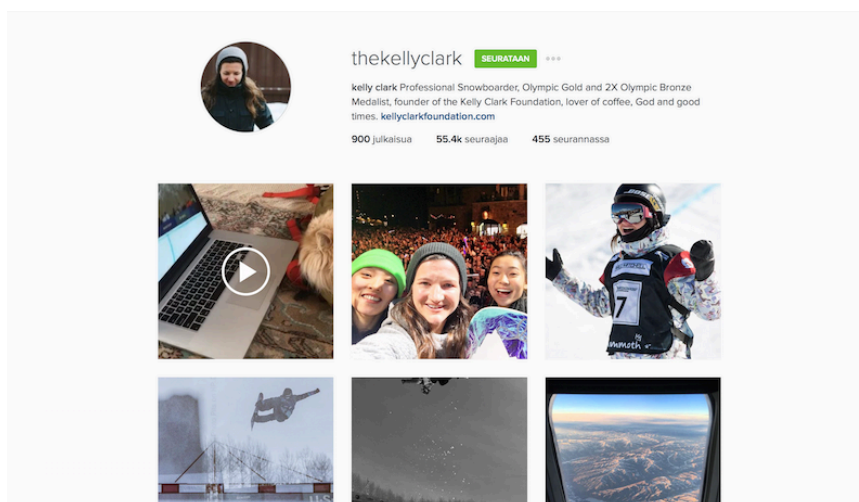 thekellyclark SEURATAAN
kelly clark Professional Snowboarder, Olympic Gold and 2X Olympic Bronze
Medalist, founder of the Kelly Clark Foundation, lover of coffee, God and good
times. kellyclarkfoundation.com
900 julkaisua 55.4k seuraajaa 455 seurannassa
7
mmoth